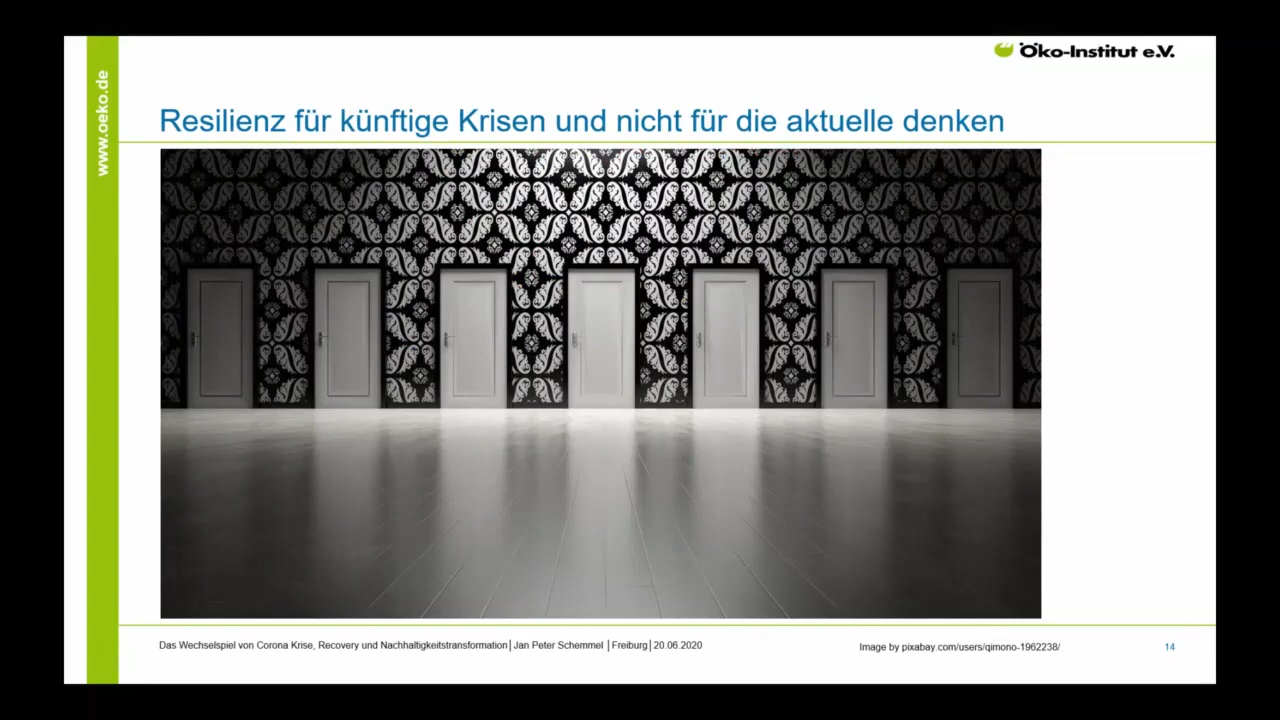 Öko-Institut e.V.
www.oeko.de
Resilienz für künftige Krisen und nicht für die aktuelle denken
Das Wechselspiel von Corona Krise, Recovery und Nachhaltigkeitstransformation│Jan Peter Schemmel │Freiburg│20.06.2020
Image by pixabay.com/users/qimono-1962238/
14